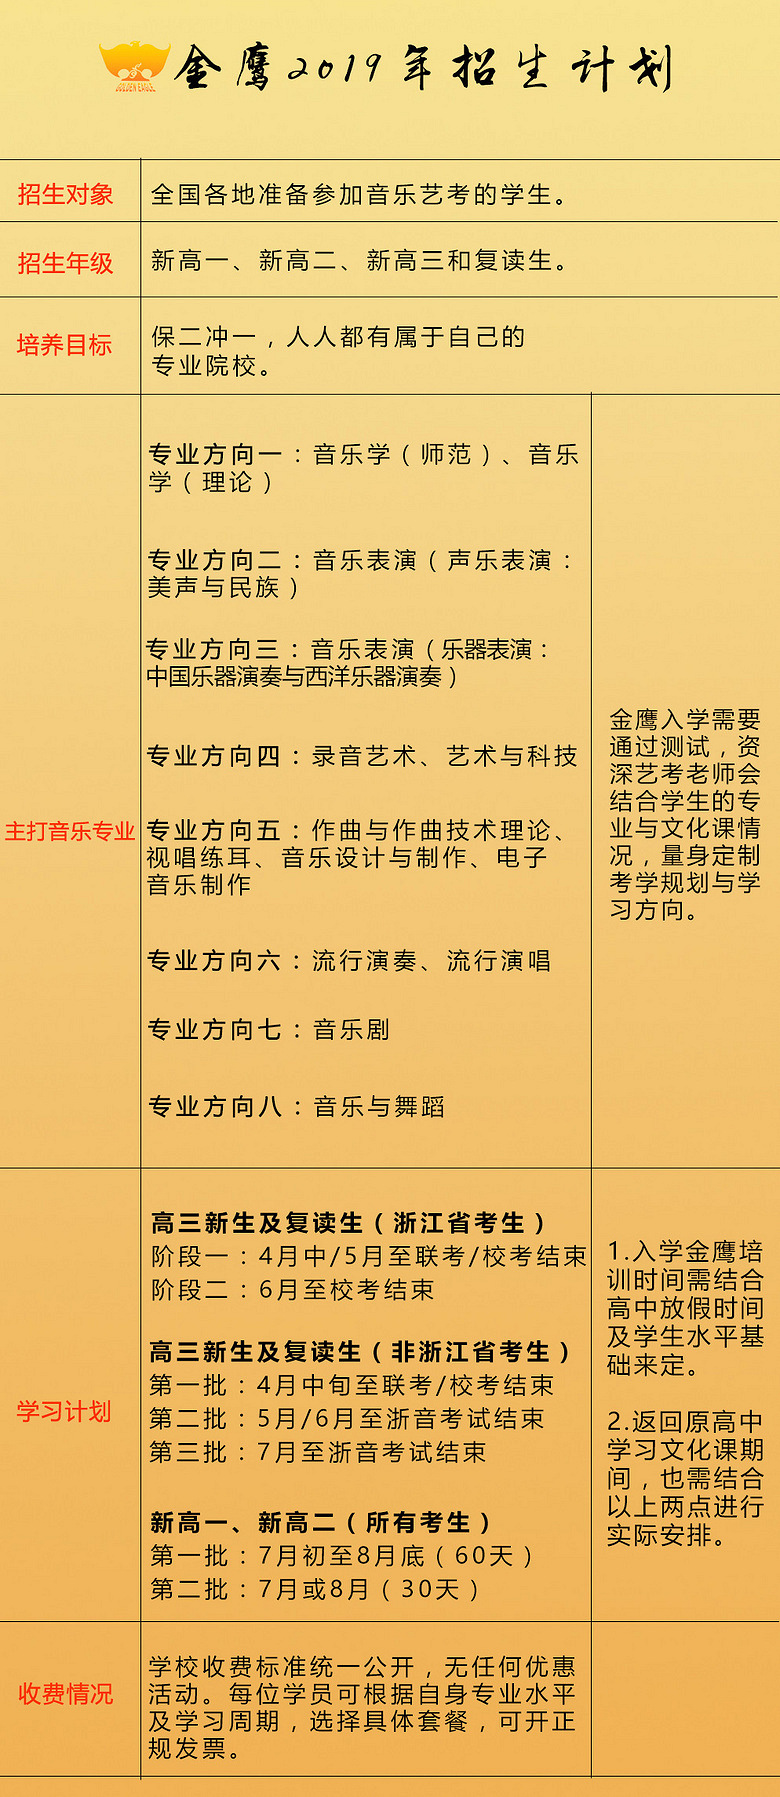 金鹰2019年招生计划
GOLDEN EAGLE
招生对象
全国各地准备参加音乐艺考的学生。
招生年级
新高一、新高二、新高三和复读生。
培养目标
保二冲一，人人都有属于自己的
专业院校。
主打音乐专业
专业方向一：音乐学（师范）、音乐
学（理论）
专业方向二：音乐表演（声乐表演：
美声与民族）
专业方向三：音乐表演（乐器表演：
中国乐器演奏与西洋乐器演奏）
专业方向四：录音艺术、艺术与科技
专业方向五：作曲与作曲技术理论、
视唱练耳、音乐设计与制作、电子
音乐制作
专业方向六：流行演奏、流行演唱
专业方向七：音乐剧
专业方向八：音乐与舞蹈
金鹰入学需要
通过测试，资
深艺考老师会
结合学生的专
业与文化课情
况，量身定制
考学规划与学
习方向。
学习计划
高三新生及复读生（浙江省考生）
阶段一：4月中/5月至联考/校考结束
阶段二：6月至校考结束
高三新生及复读生（非浙江省考生）
第一批：4月中旬至联考/校考结束
第二批：5月/6月至浙音考试结束
第三批：7月至浙音考试结束
新高一、新高二（所有考生）
第一批：7月初至8月底（60天）
第二批：7月或8月（30天）
1.入学金鹰培
训时间需结合
高中放假时间
及学生水平基
础来定。
2.返回原高中
学习文化课期
间，也需结合
以上两点进行
实际安排。
收费情况
学校收费标准统一公开，无任何优惠
活动。每位学员可根据自身专业水平
及学习周期，选择具体套餐，可开正
规发票。